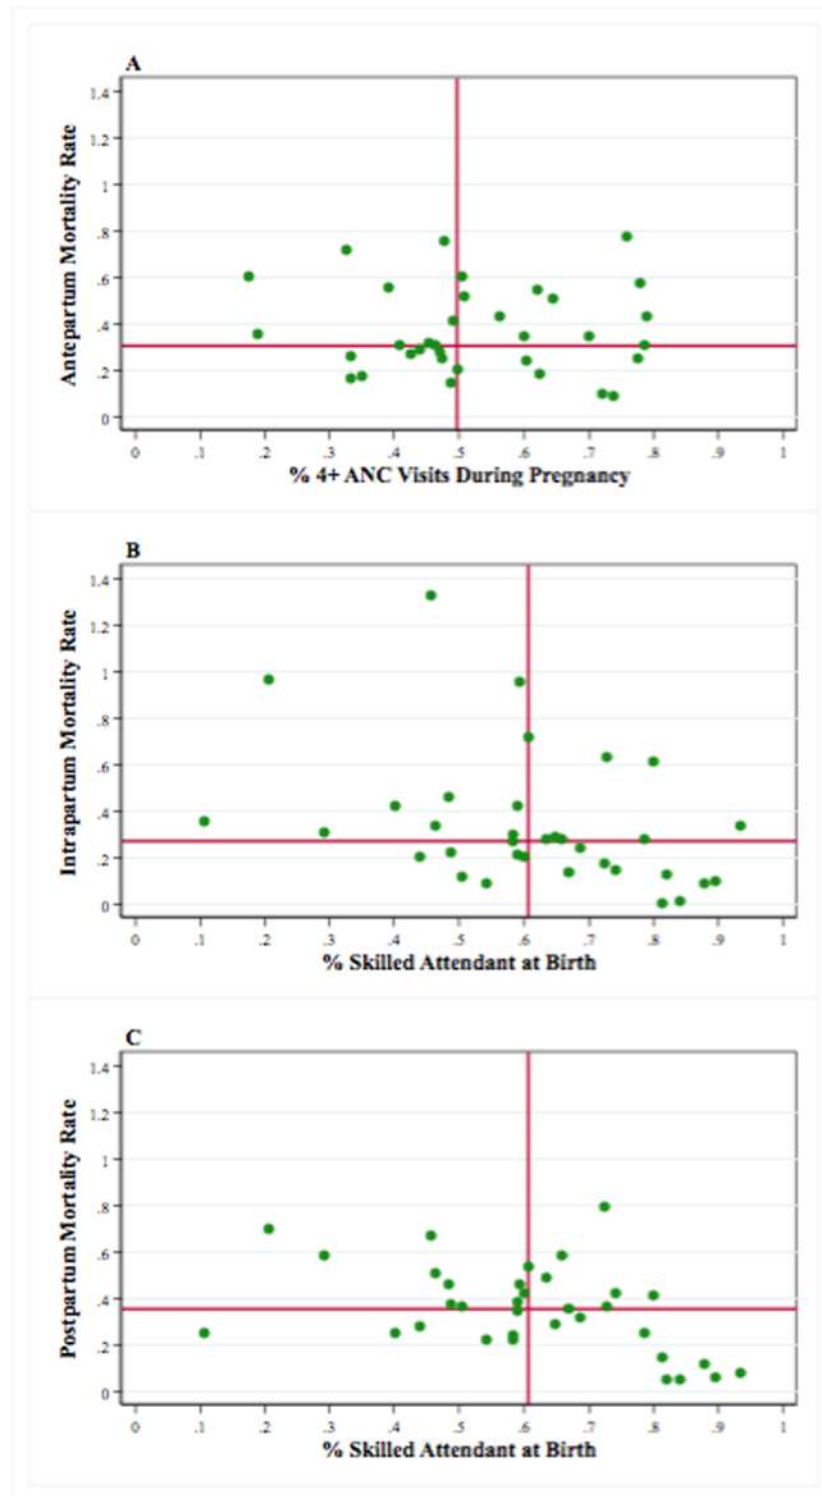 A
Antepartum Mortality Rate
1.4
1.2
1
.8
.6
.4
.2
0
0 .1 .2 .3 .4 .5 .6 .7 .8 .9 1
% 4+ ANC Visits During Pregnancy
B
Intrapartum Mortality Rate
1.4
1.2
1
.8
.6
.4
.2
0
0 .1 .2 .3 .4 .5 .6 .7 .8 .9 1
% Skilled Attendant at Birth
C
Postpartum Mortality Rate
1.4
1.2
1
.8
.6
.4
.2
0
0 .1 .2 .3 .4 .5 .6 .7 .8 .9 1
% Skilled Attendant at Birth